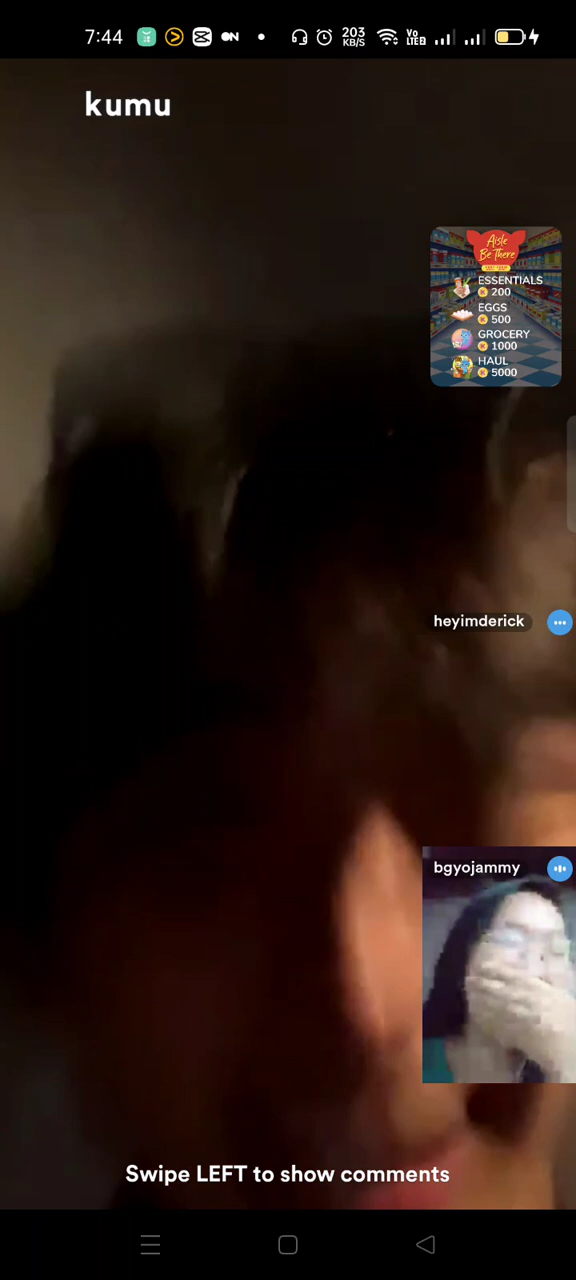 7:44
203
KB/S
Vo
LTE2
kumu
Aisle
Be There
ESSENTIALS
200
EGGS
500
GROCERY
1000
HAUL
5000
heyimderick
bgyojammy
Swipe LEFT to show comments